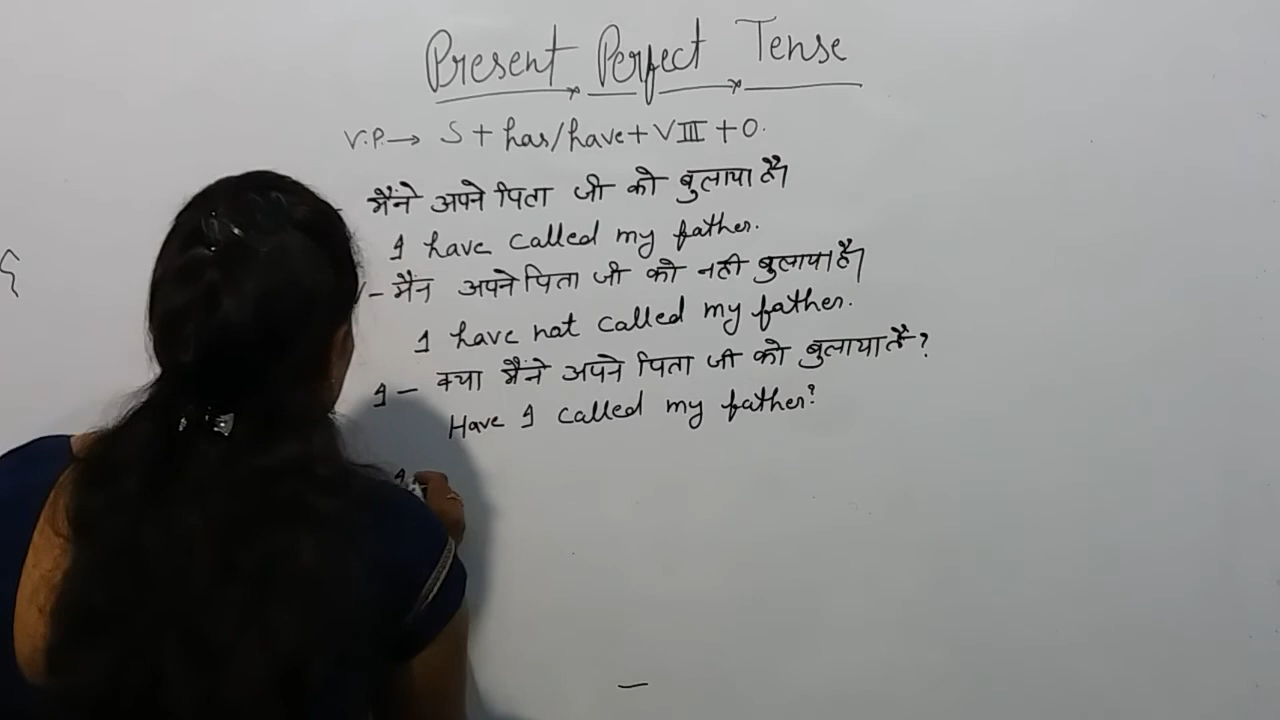 Present Perfect Tense
V.P. → S + has/have + VIII + O.
मैंने अपने पिता जी को बुलाया है।
I have called my father.
- मैंन अपने पिता जी को नही बुलाया है।
I have not called my father.
I - क्या मैंने अपने पिता जी को बुलाया है?
Have I called my father?